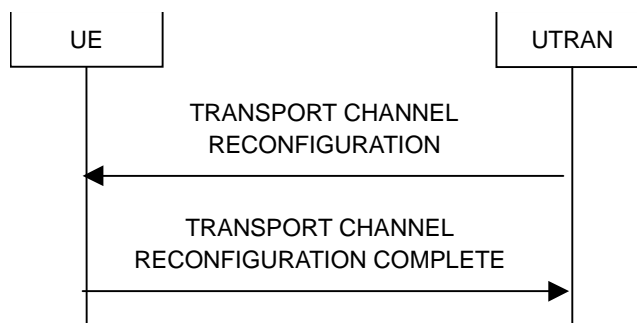 UE
UTRAN
TRANSPORT CHANNEL
RECONFIGURATION
TRANSPORT CHANNEL
RECONFIGURATION COMPLETE